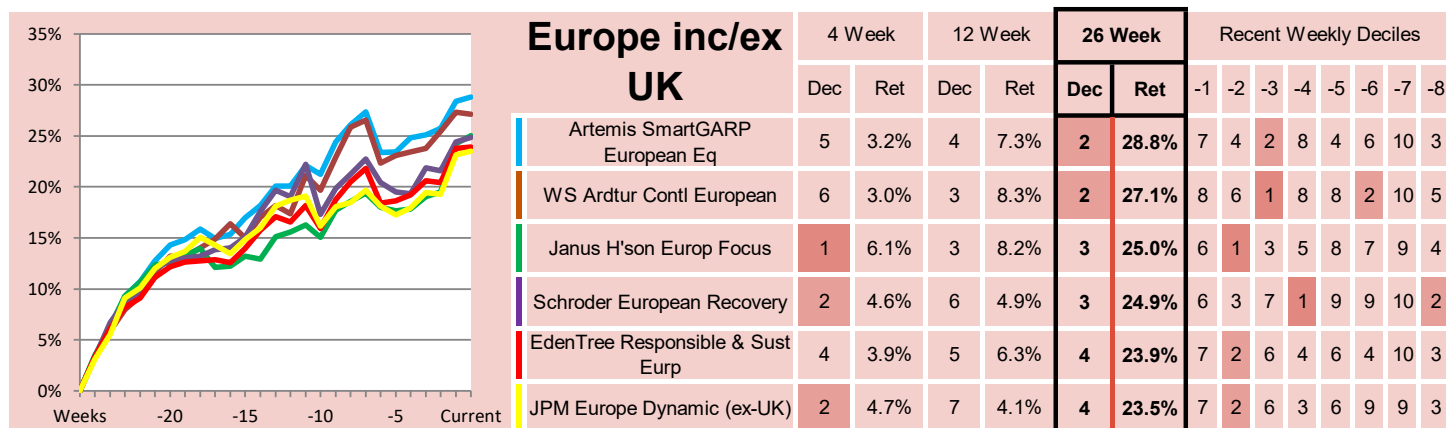 35%
30%
25%
20%
15%
10%
5%
0%
Weeks -20 -15 -10 -5 Current
Europe inc/ex
UK
4 Week 12 Week 26 Week Recent Weekly Deciles
Dec Ret Dec Ret Dec Ret -1 -2 -3 -4 -5 -6 -7 -8
Artemis SmartGARP
European Eq
5 3.2% 4 7.3% 2 28.8% 7 4 2 8 4 6 10 3
WS Ardtur Contl European 6 3.0% 3 8.3% 2 27.1% 8 6 1 8 8 2 10 5
Janus H'son Europ Focus 1 6.1% 3 8.2% 3 25.0% 6 1 3 5 8 7 9 4
Schroder European Recovery 2 4.6% 6 4.9% 3 24.9% 6 3 7 1 9 9 10 2
EdenTree Responsible & Sust
Eurp
4 3.9% 5 6.3% 4 23.9% 7 2 6 4 6 4 10 3
JPM Europe Dynamic (ex-UK) 2 4.7% 7 4.1% 4 23.5% 7 2 6 3 6 9 9 3